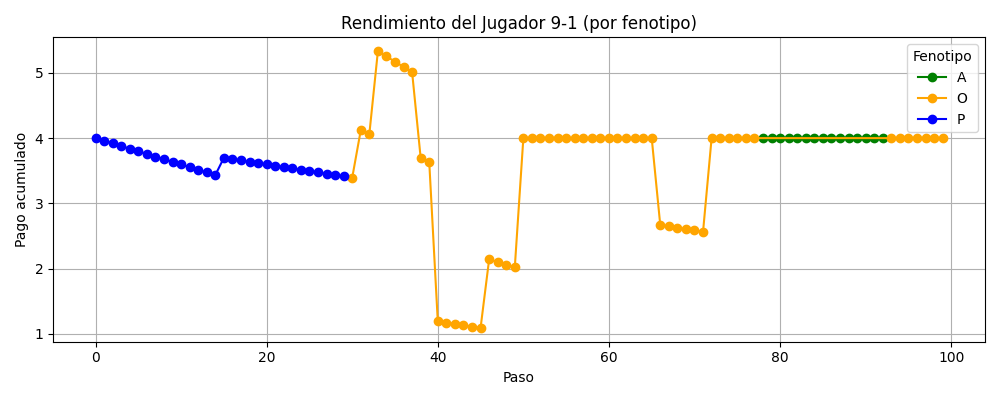 Rendimiento del Jugador 9-1 (por fenotipo)
Pago acumulado
5
4
3
2
1
0
20
40
60
80
100
Paso
Fenotipo
A
O
P